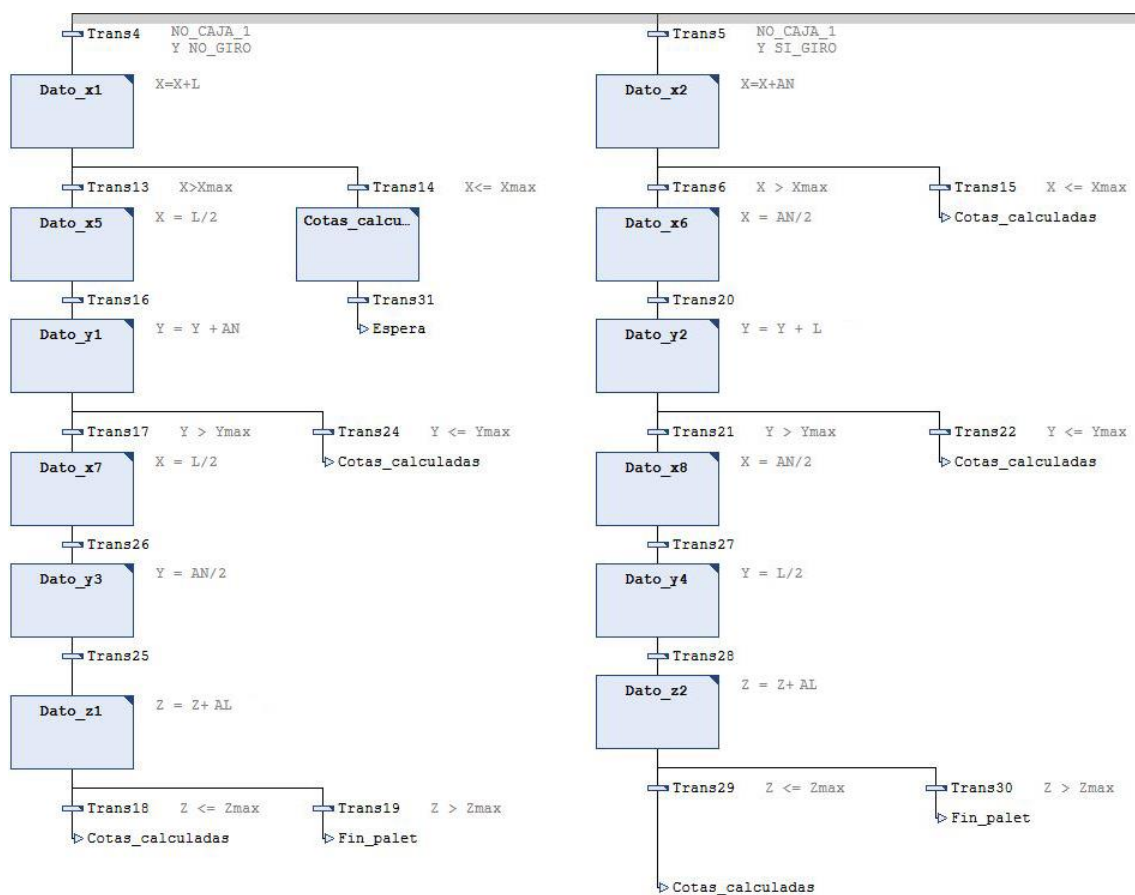 Trans4 NO_CAJA_1
Y NO_GIRO
Trans5 NO_CAJA_1
Y SI_GIRO
Dato_x1 X=X+L
Dato_x2 X=X+AN
Trans13 X>Xmax
Trans14 X<= Xmax
Trans6 X > Xmax
Trans15 X <= Xmax
Dato_x5 X = L/2
Cotas_calcu…
Dato_x6 X = AN/2
Cotas_calculadas
Trans16
Trans31
Trans20
Dato_y1 Y = Y + AN
Espera
Dato_y2 Y = Y + L
Trans17 Y > Ymax
Trans24 Y <= Ymax
Trans21 Y > Ymax
Trans22 Y <= Ymax
Dato_x7 X = L/2
Cotas_calculadas
Dato_x8 X = AN/2
Cotas_calculadas
Trans26
Trans27
Dato_y3 Y = AN/2
Dato_y4 Y = L/2
Trans25
Trans28
Dato_z1 Z = Z+ AL
Dato_z2 Z = Z+ AL
Trans18 Z <= Zmax
Trans19 Z > Zmax
Trans29 Z <= Zmax
Trans30 Z > Zmax
Cotas_calculadas
Fin_palet
Fin_palet
Cotas_calculadas